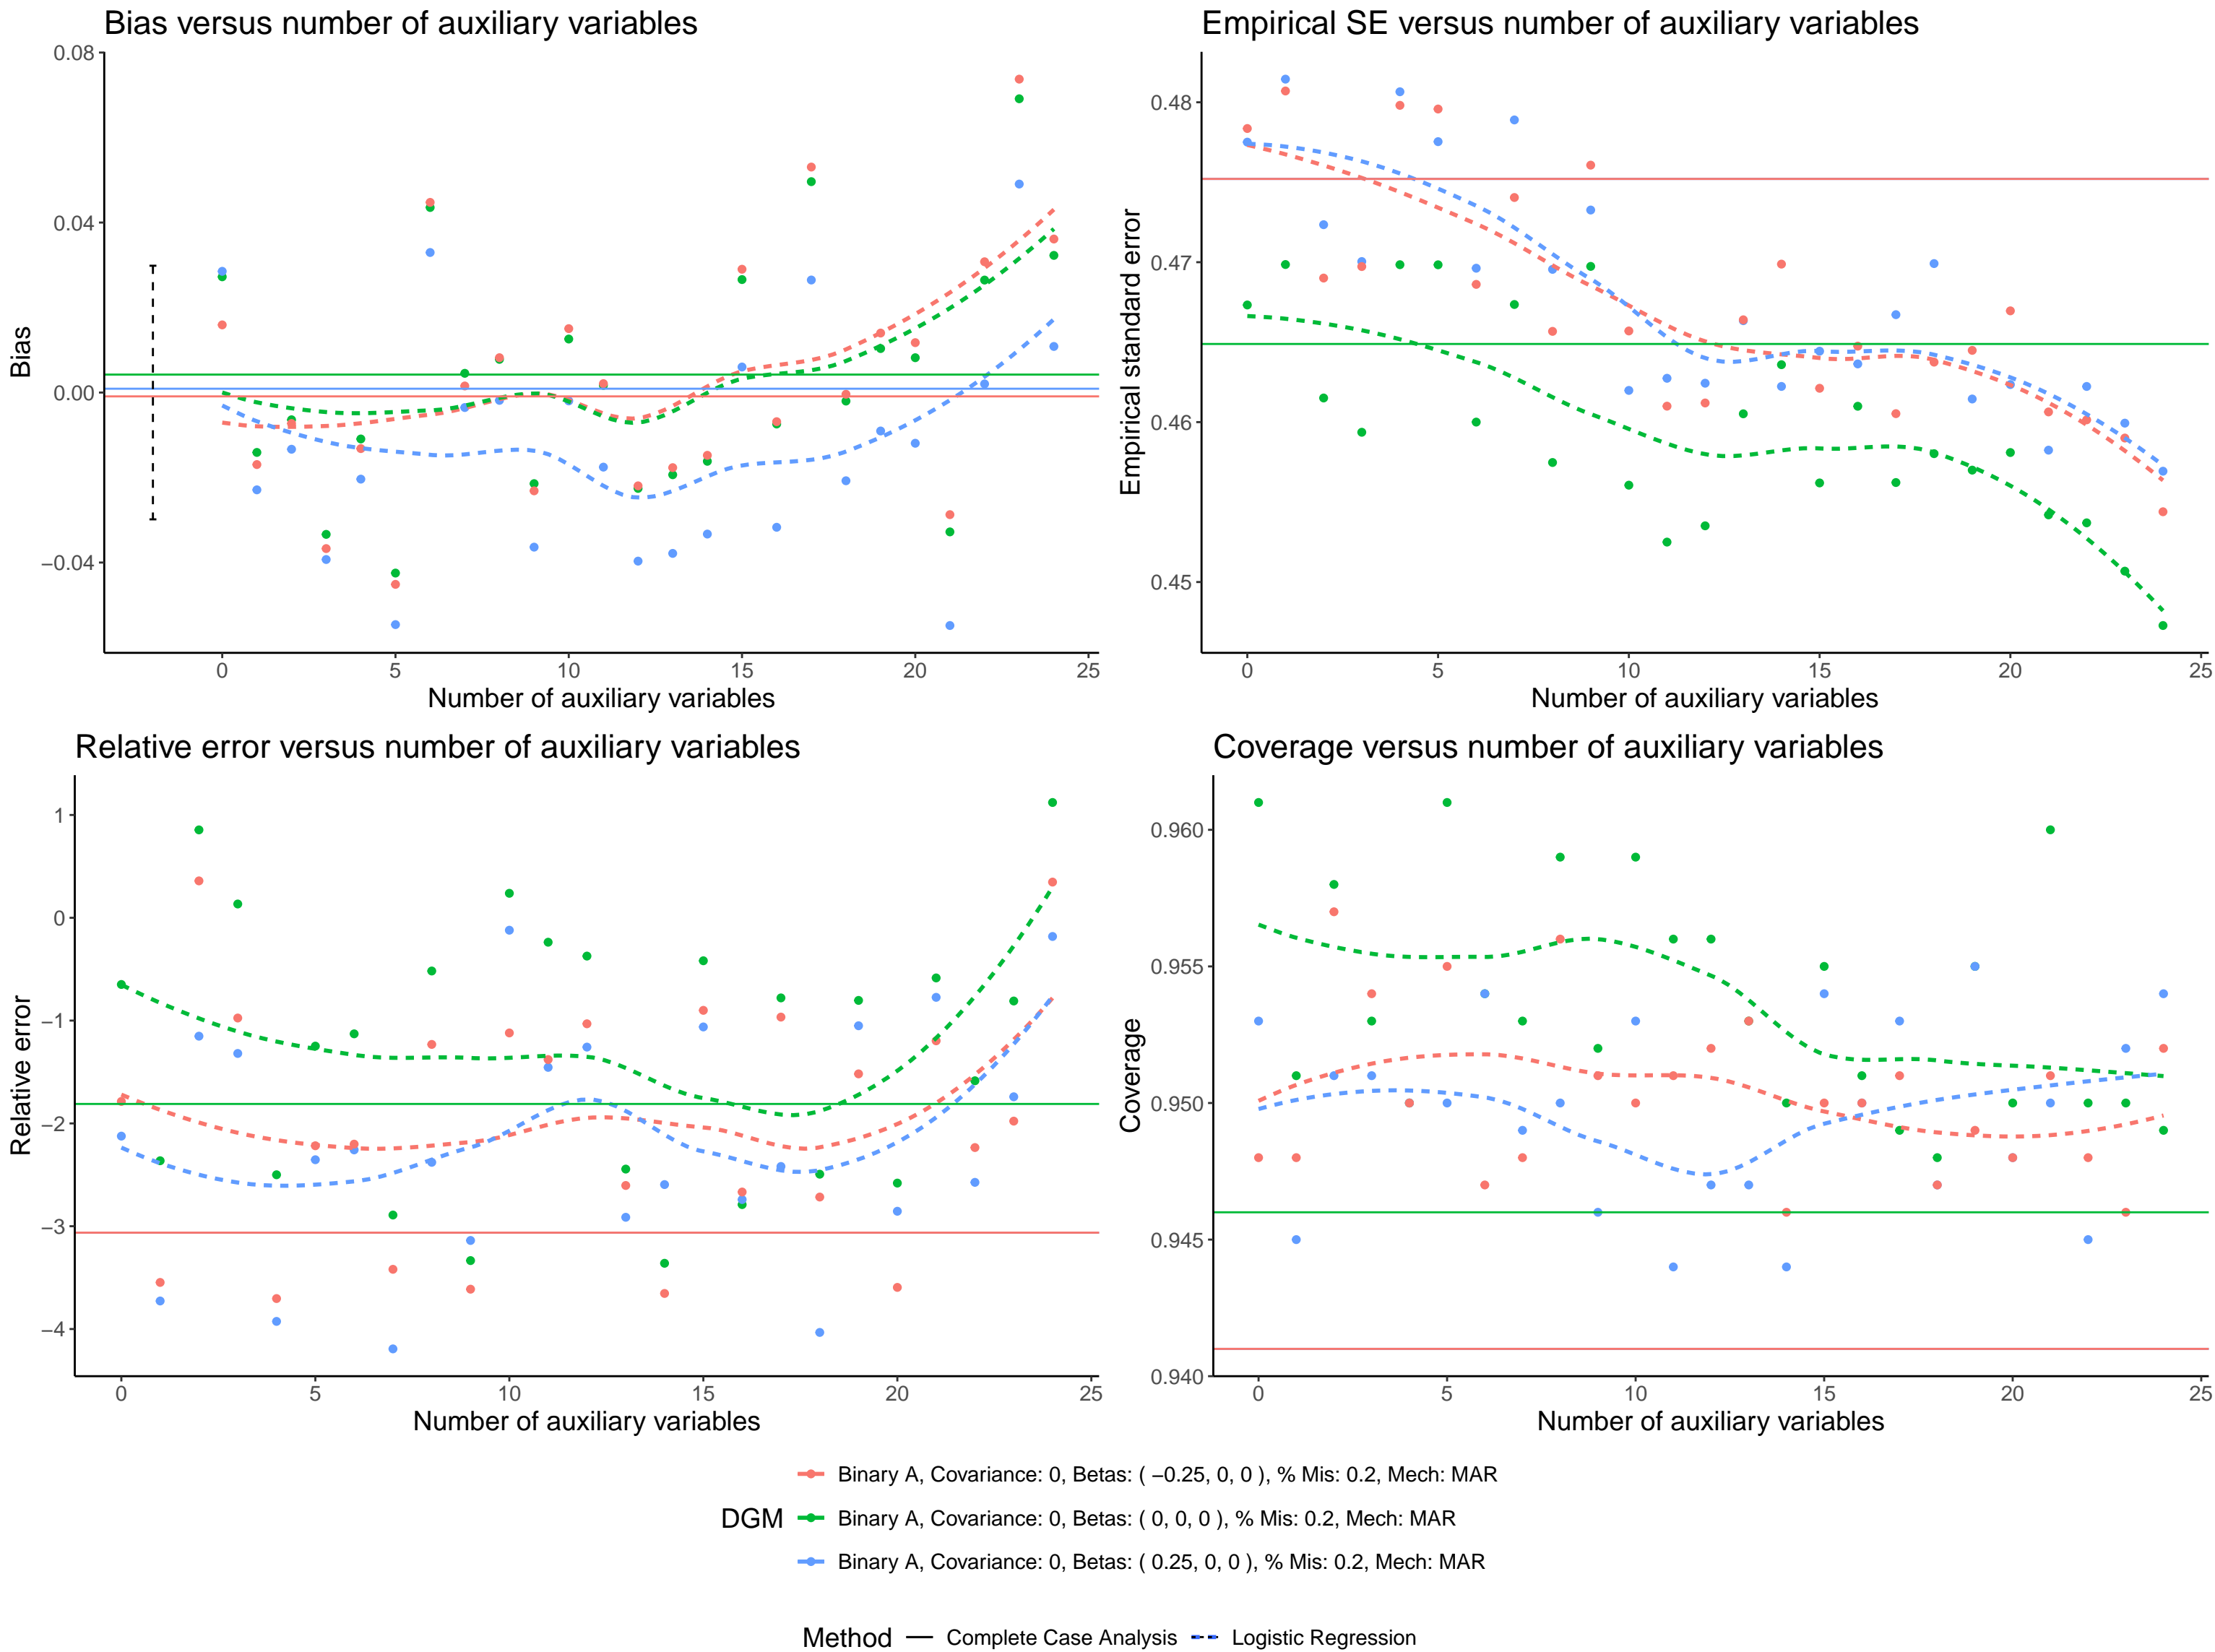 Bias versus number of auxiliary variables
0.08
0.04
0.00
−0.04
Bias
0 5 10 15 20 25
Number of auxiliary variables
Empirical SE versus number of auxiliary variables
0.48
0.47
0.46
0.45
Empirical standard error
0 5 10 15 20 25
Number of auxiliary variables
Relative error versus number of auxiliary variables
1
0
−1
−2
−3
−4
Relative error
0 5 10 15 20 25
Number of auxiliary variables
Coverage versus number of auxiliary variables
0.960
0.955
0.950
0.945
0.940
Coverage
0 5 10 15 20 25
Number of auxiliary variables
DGM
Binary A, Covariance: 0, Betas: ( −0.25, 0, 0 ), % Mis: 0.2, Mech: MAR
Binary A, Covariance: 0, Betas: ( 0, 0, 0 ), % Mis: 0.2, Mech: MAR
Binary A, Covariance: 0, Betas: ( 0.25, 0, 0 ), % Mis: 0.2, Mech: MAR
Method Complete Case Analysis Logistic Regression